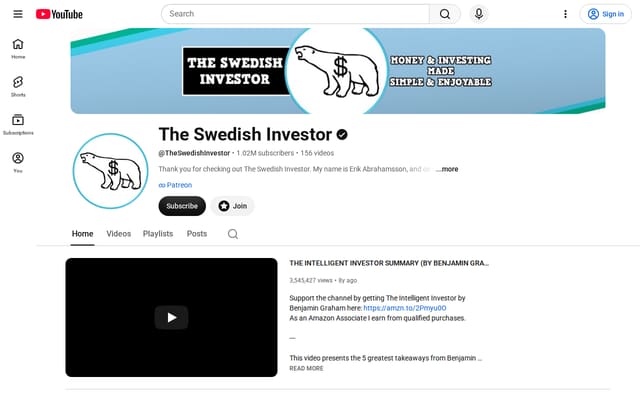 YouTube
Search
Sign in
Home
Shorts
Subscriptions
You
THE SWEDISH
INVESTOR
$
MONEY & INVESTING
MADE
SIMPLE & ENJOYABLE
$
The Swedish Investor
@TheSwedishInvestor • 1.02M subscribers • 156 videos
Thank you for checking out The Swedish Investor. My name is Erik Abrahamsson, and ...more
Patreon
Subscribe
Join
Home
Videos
Playlists
Posts
THE INTELLIGENT INVESTOR SUMMARY (BY BENJAMIN GRA...
3,545,427 views • 8y ago
Support the channel by getting The Intelligent Investor by
Benjamin Graham here: https://amzn.to/2Pmyu0O
As an Amazon Associate I earn from qualified purchases.
—
This video presents the 5 greatest takeaways from Benjamin ...
READ MORE